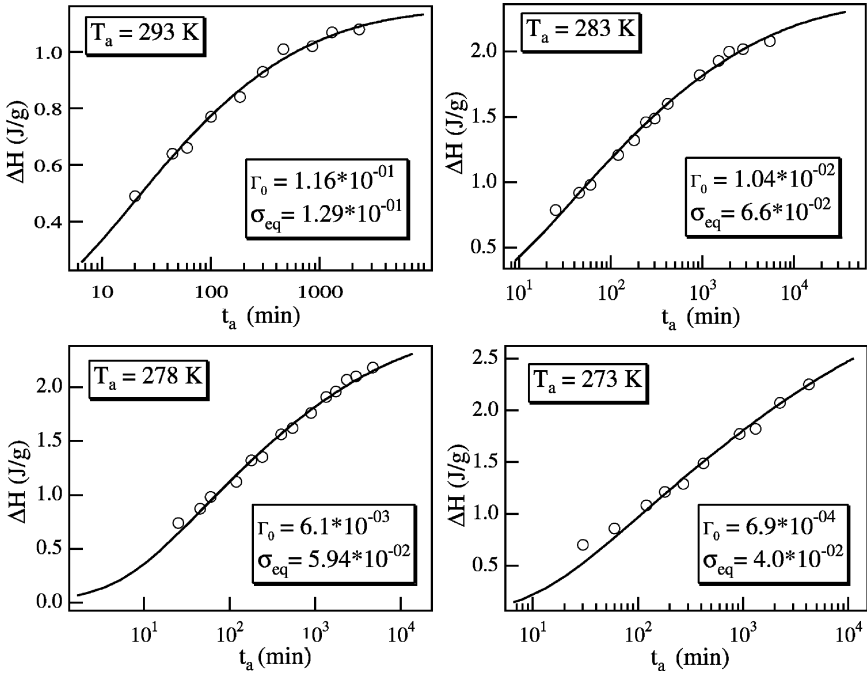 Tₐ = 293 K
ΔH (J/g)
1.0
0.8
0.6
0.4
Γ₀ = 1.16*10⁻⁰¹
σeq = 1.29*10⁻⁰¹
10 100 1000
tₐ (min)
Tₐ = 283 K
ΔH (J/g)
2.0
1.5
1.0
0.5
Γ₀ = 1.04*10⁻⁰²
σeq = 6.6*10⁻⁰²
10¹ 10² 10³ 10⁴
tₐ (min)
Tₐ = 278 K
ΔH (J/g)
2.0
1.5
1.0
0.5
0.0
Γ₀ = 6.1*10⁻⁰³
σeq = 5.94*10⁻⁰²
10¹ 10² 10³ 10⁴
tₐ (min)
Tₐ = 273 K
ΔH (J/g)
2.5
2.0
1.5
1.0
0.5
Γ₀ = 6.9*10⁻⁰⁴
σeq = 4.0*10⁻⁰²
10¹ 10² 10³ 10⁴
tₐ (min)